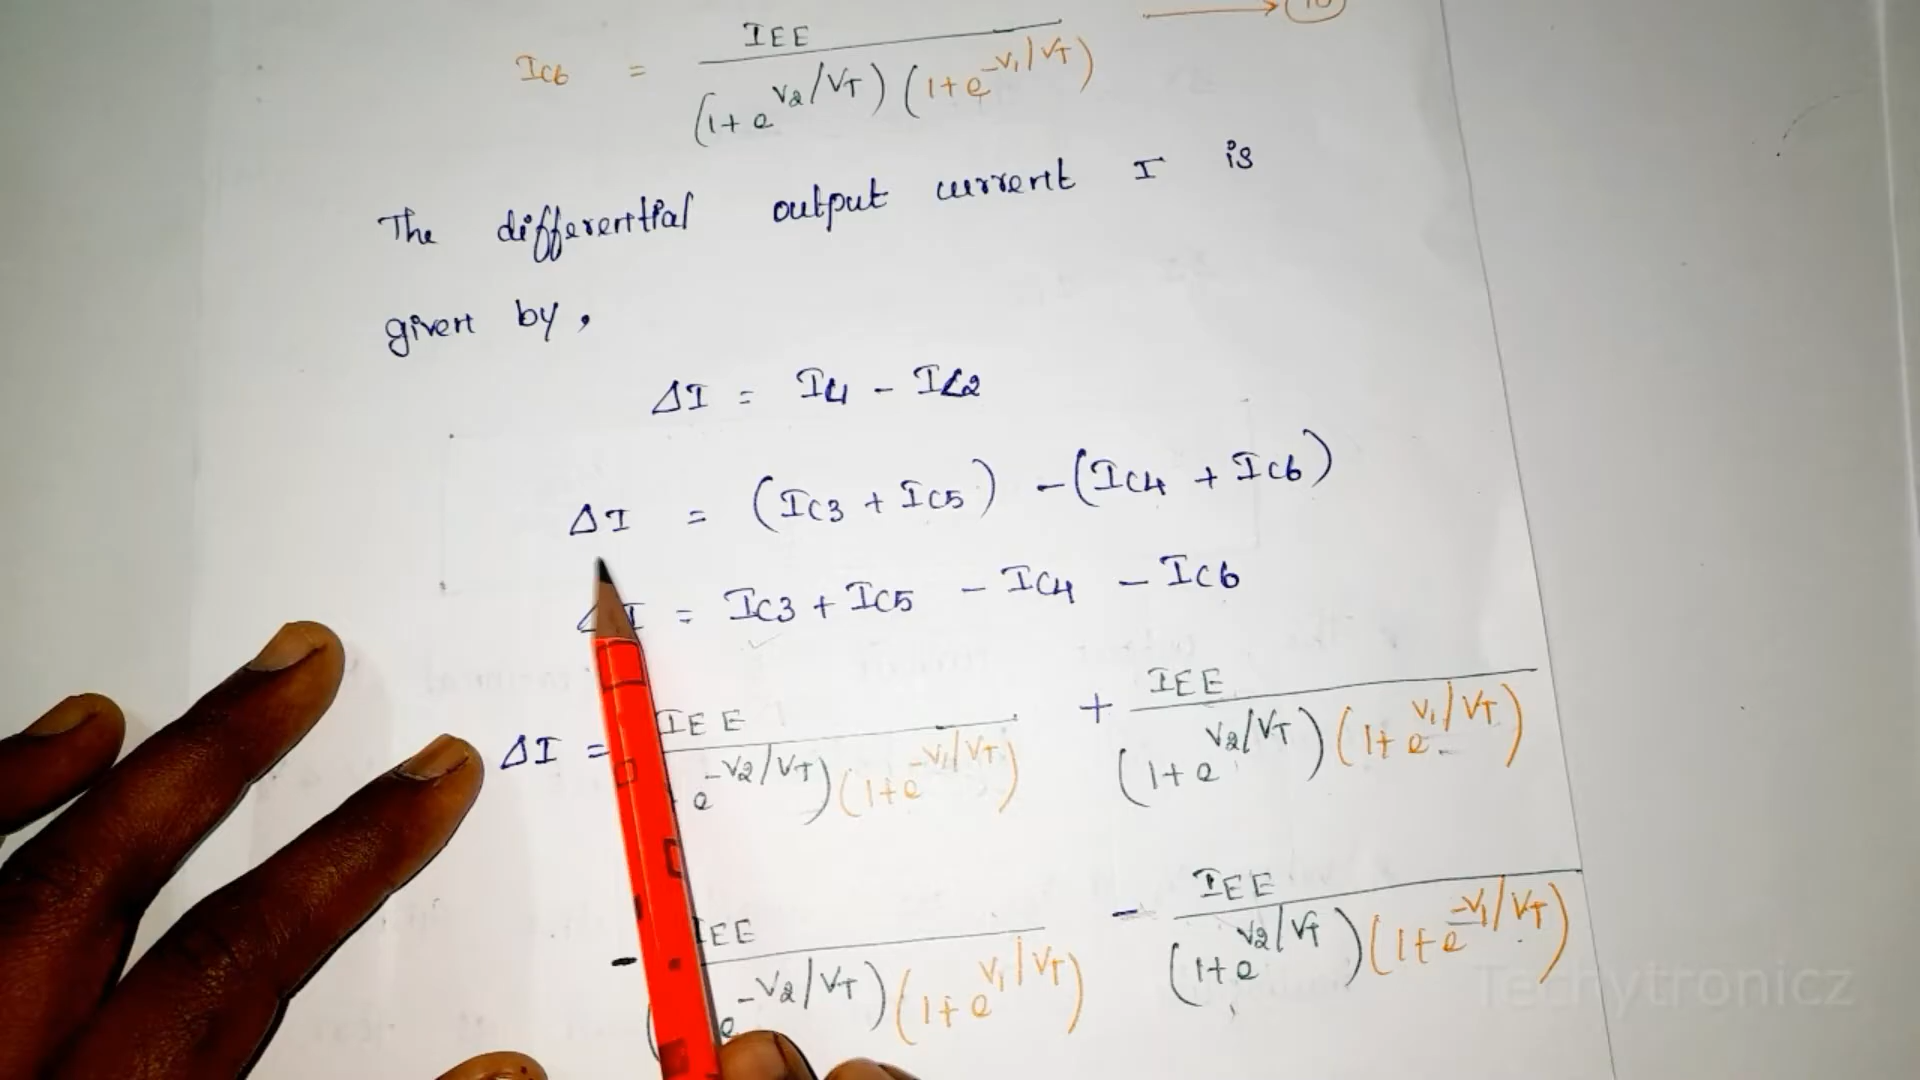 IC6 = IEE / (1+e^V2/VT) (1+e^-V1/VT)
The differential output current I is
given by,
ΔI = IL1 - IL2
ΔI = (IC3 + IC5) - (IC4 + IC6)
ΔI = IC3 + IC5 - IC4 - IC6
ΔI = IEE / e^-V2/VT) (1+e^-V1/VT) + IEE / (1+e^V2/VT) (1+e^V1/VT)
- IEE / (e^-V2/VT) (1+e^V1/VT) - IEE / (1+e^V2/VT) (1+e^-V1/VT)
Techytronicz